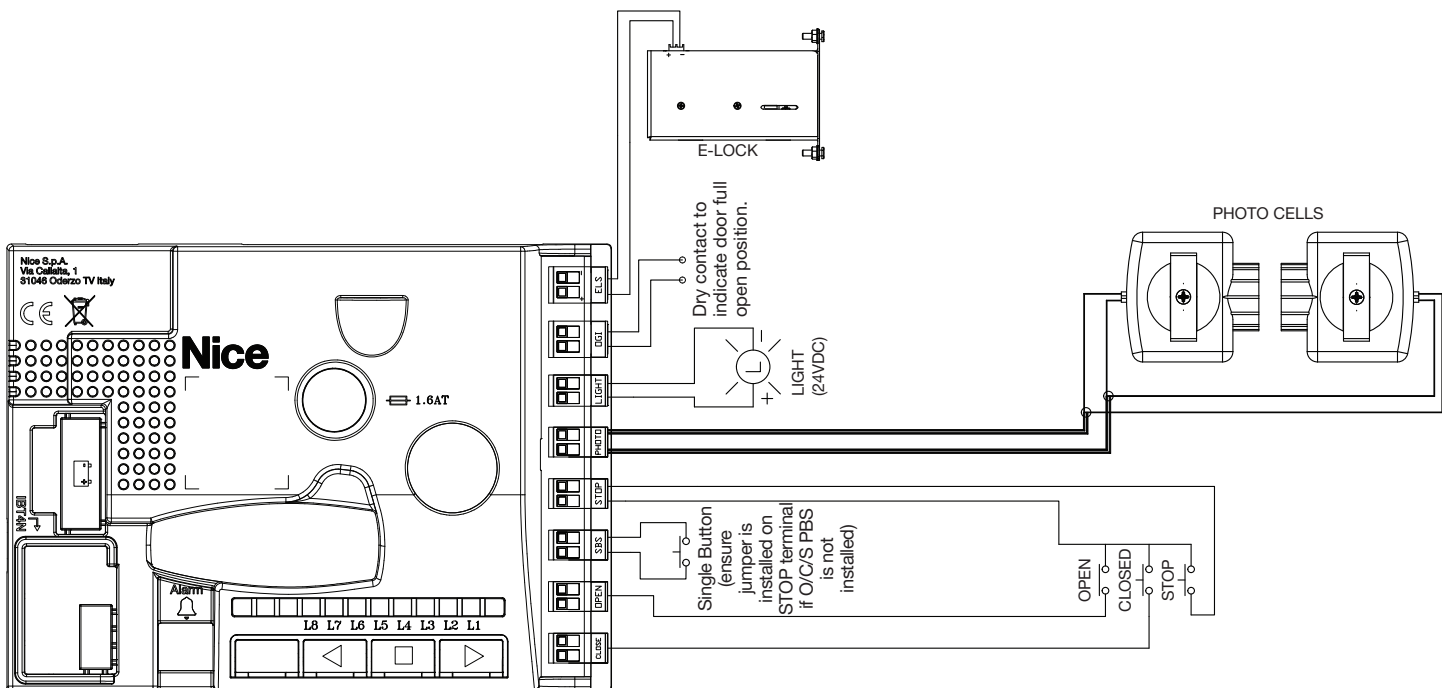 E-LOCK
+ -
Dry contact to
indicate door full
open position.
PHOTO CELLS
Nice S.p.A.
Via Callalta, 1
31046 Oderzo TV Italy
CE
Nice
1.6AT
- ELS +
OGI
LIGHT
PHOTO
STOP
SBS
OPEN
CLOSE
L
- +
LIGHT
(24VDC)
Single Button
(ensure
jumper is
installed on
STOP terminal
if O/C/S PBS
is not
installed)
OPEN
CLOSED
STOP
IBT4N
- +
Alarm
L8 L7 L6 L5 L4 L3 L2 L1